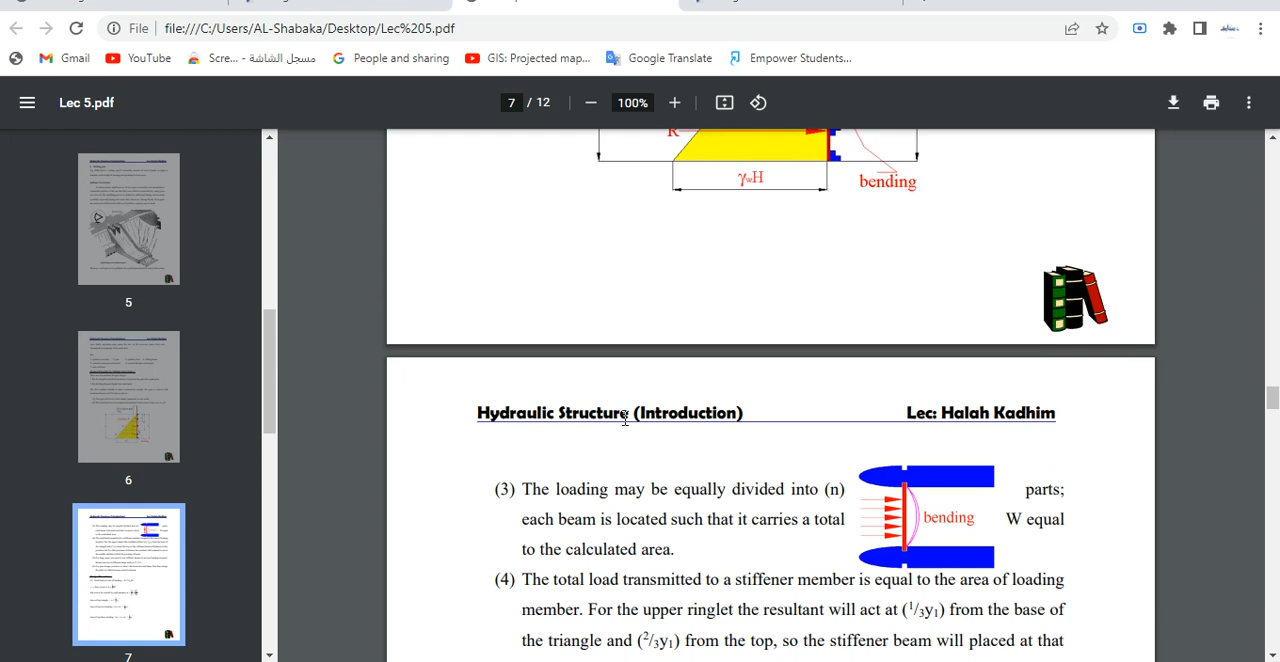 File
file:///C:/Users/AL-Shabaka/Desktop/Lec%205.pdf
Gmail
YouTube
Scre... - مسجل الشاشة
People and sharing
GIS: Projected map...
Google Translate
Empower Students...
Lec 5.pdf
7 / 12
100%
5
6
7
R
γwH
bending
Hydraulic Structure (Introduction) Lec: Halah Kadhim
(3) The loading may be equally divided into (n) parts;
each beam is located such that it carries total W equal
to the calculated area.
bending
(4) The total load transmitted to a stiffener member is equal to the area of loading
member. For the upper ringlet the resultant will act at (1/3y1) from the base of
the triangle and (2/3y1) from the top, so the stiffener beam will placed at that